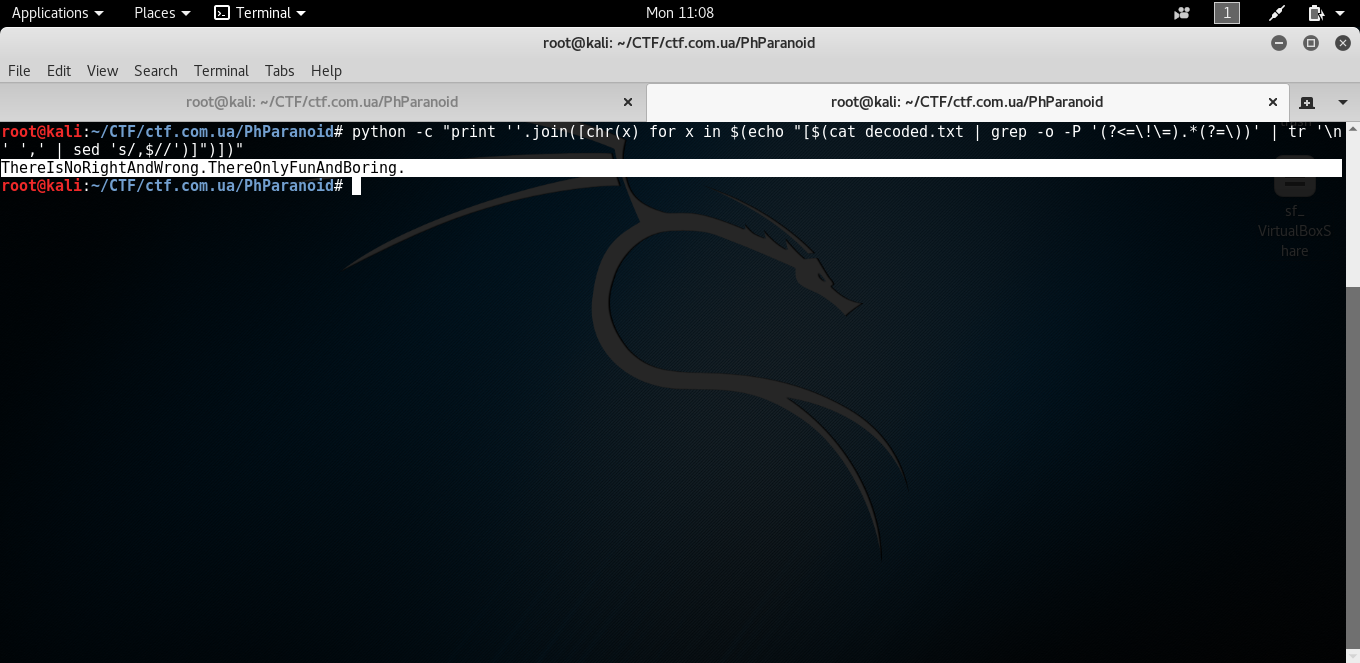 Applications Places Terminal Mon 11:08 1
root@kali: ~/CTF/ctf.com.ua/PhParanoid
File Edit View Search Terminal Tabs Help
root@kali: ~/CTF/ctf.com.ua/PhParanoid root@kali: ~/CTF/ctf.com.ua/PhParanoid
root@kali:~/CTF/ctf.com.ua/PhParanoid# python -c "print ''.join([chr(x) for x in $(echo "[$(cat decoded.txt | grep -o -P '(?<=\!\=).*(?=\))' | tr '\n
' ',' | sed 's/,$//')]")])"
ThereIsNoRightAndWrong.ThereOnlyFunAndBoring.
root@kali:~/CTF/ctf.com.ua/PhParanoid#
sf_
VirtualBoxS
hare